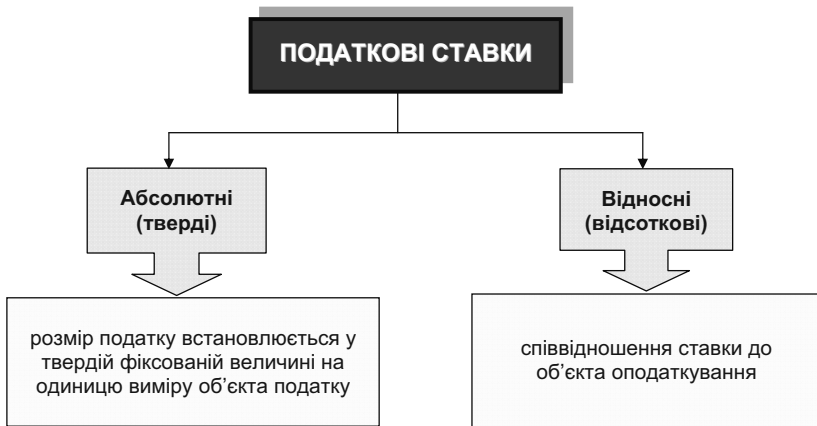 ПОДАТКОВІ СТАВКИ
Абсолютні
(тверді)
розмір податку встановлюється у
твердій фіксованій величині на
одиницю виміру об’єкта податку
Відносні
(відсоткові)
співвідношення ставки до
об’єкта оподаткування